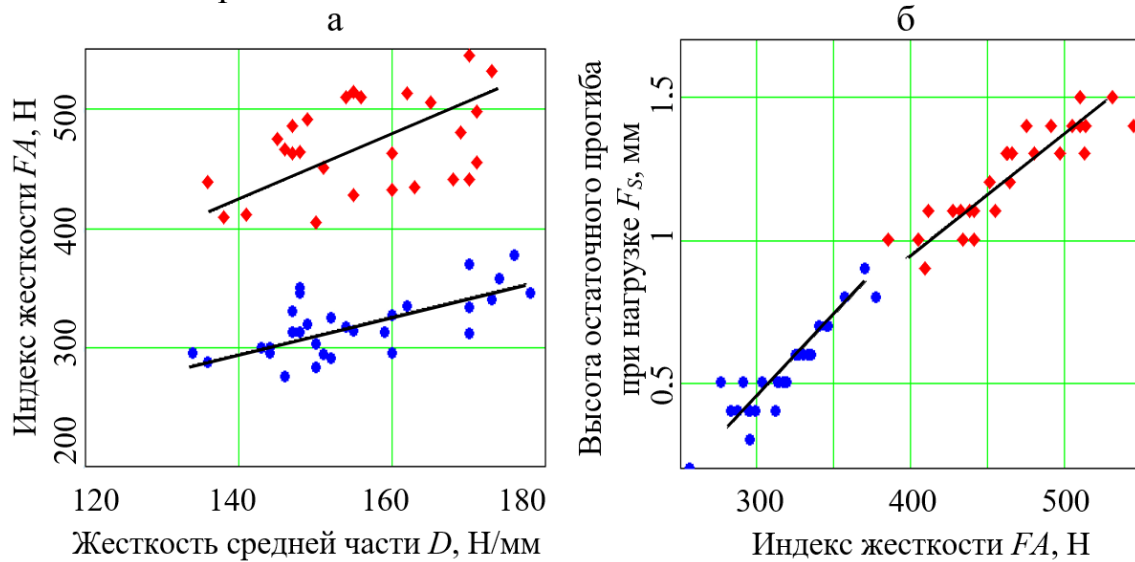 а
Индекс жесткости FA, Н
500
400
300
200
120 140 160 180
Жесткость средней части D, Н/мм
б
Высота остаточного прогиба
при нагрузке FS, мм
1.5
1
0.5
300 400 500
Индекс жесткости FA, Н